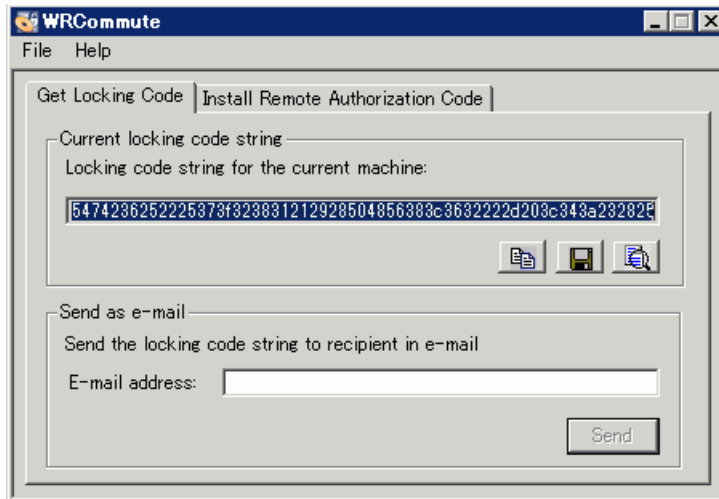 WRCommute
File Help
Get Locking Code Install Remote Authorization Code
Current locking code string
Locking code string for the current machine:
5474236252225373f3238312129285048563​83c3632222d203c343a232825
Send as e-mail
Send the locking code string to recipient in e-mail
E-mail address:
Send